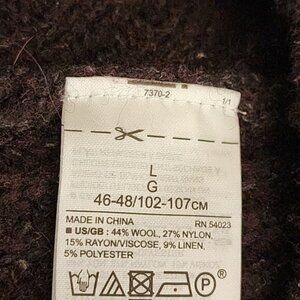 7370-2
1/1
L
G
46-48/102-107CM
MADE IN CHINA RN 54023
■ US/GB : 44% WOOL, 27% NYLON,
15% RAYON/VISCOSE, 9% LINEN,
5% POLYESTER